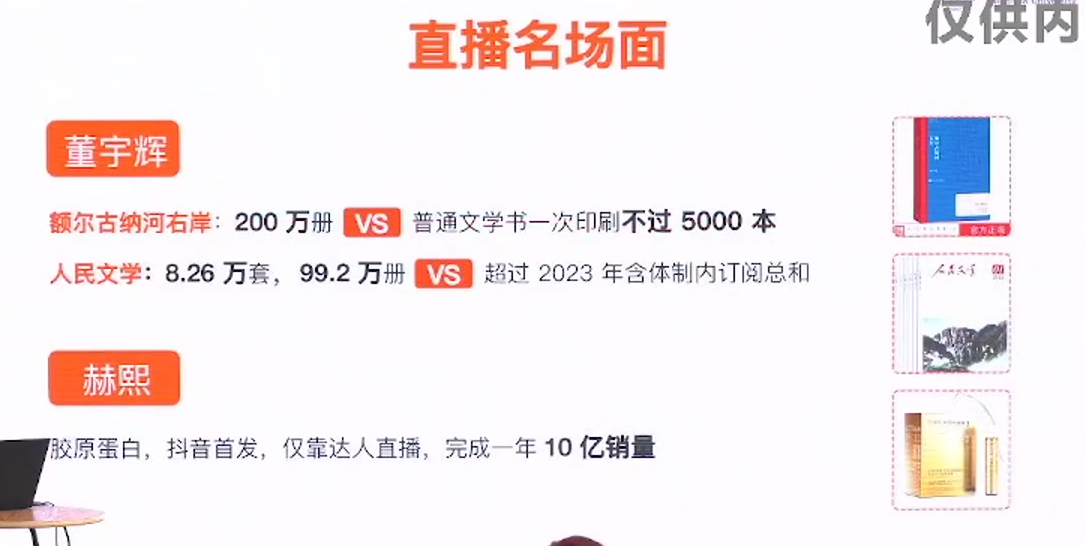 直播名场面
仅供内
董宇辉
额尔古纳河右岸：200 万册 VS 普通文学书一次印刷不过 5000 本
人民文学：8.26 万套，99.2 万册 VS 超过 2023 年含体制内订阅总和
官方正版
人民文学
赫熙
胶原蛋白，抖音首发，仅靠达人直播，完成一年 10 亿销量